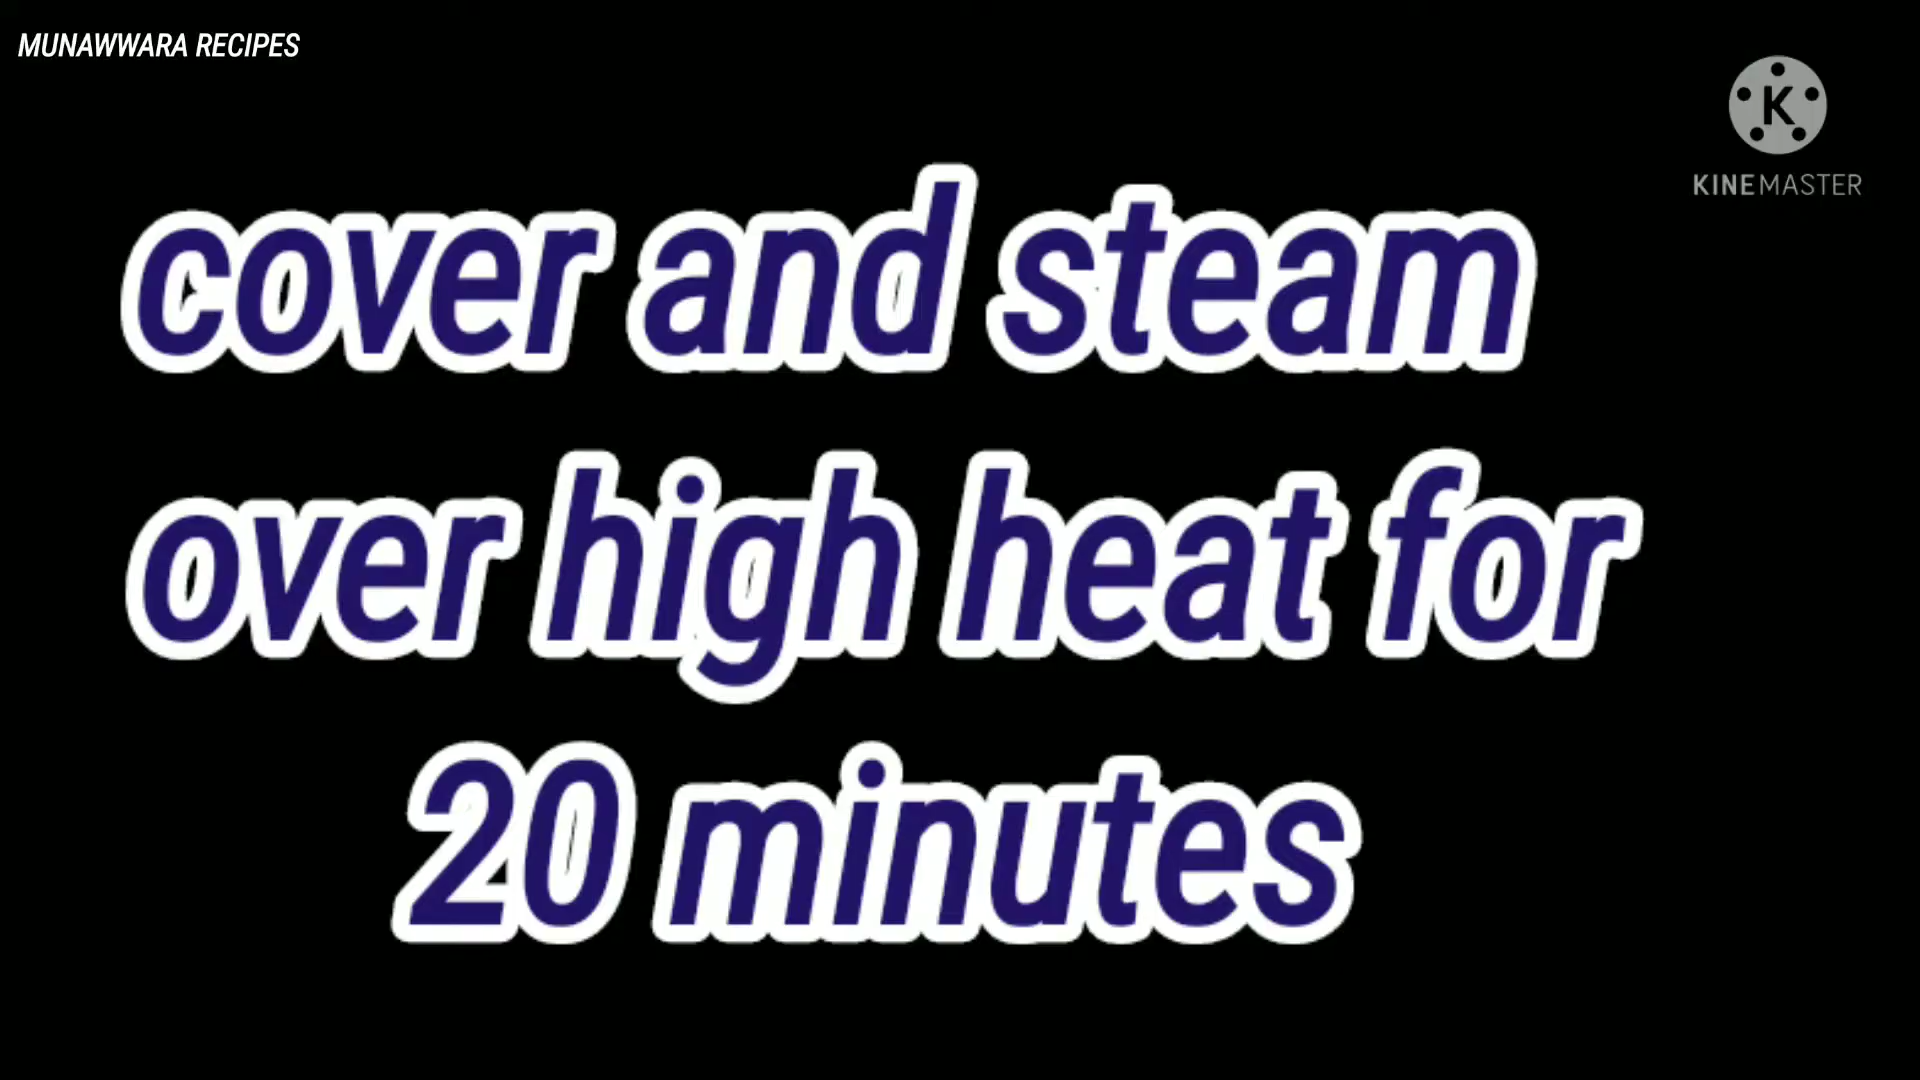 MUNAWWARA RECIPES
K
KINEMASTER
cover and steam
over high heat for
20 minutes